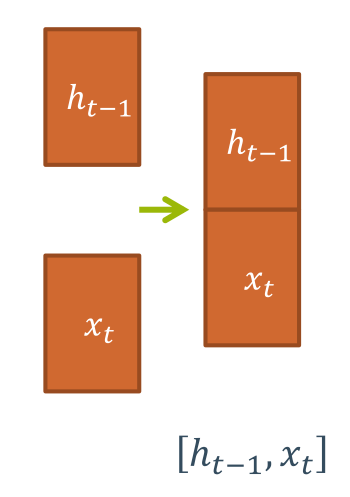 h_{t-1}
h_{t-1}
x_t
x_t
[h_{t-1}, x_t]